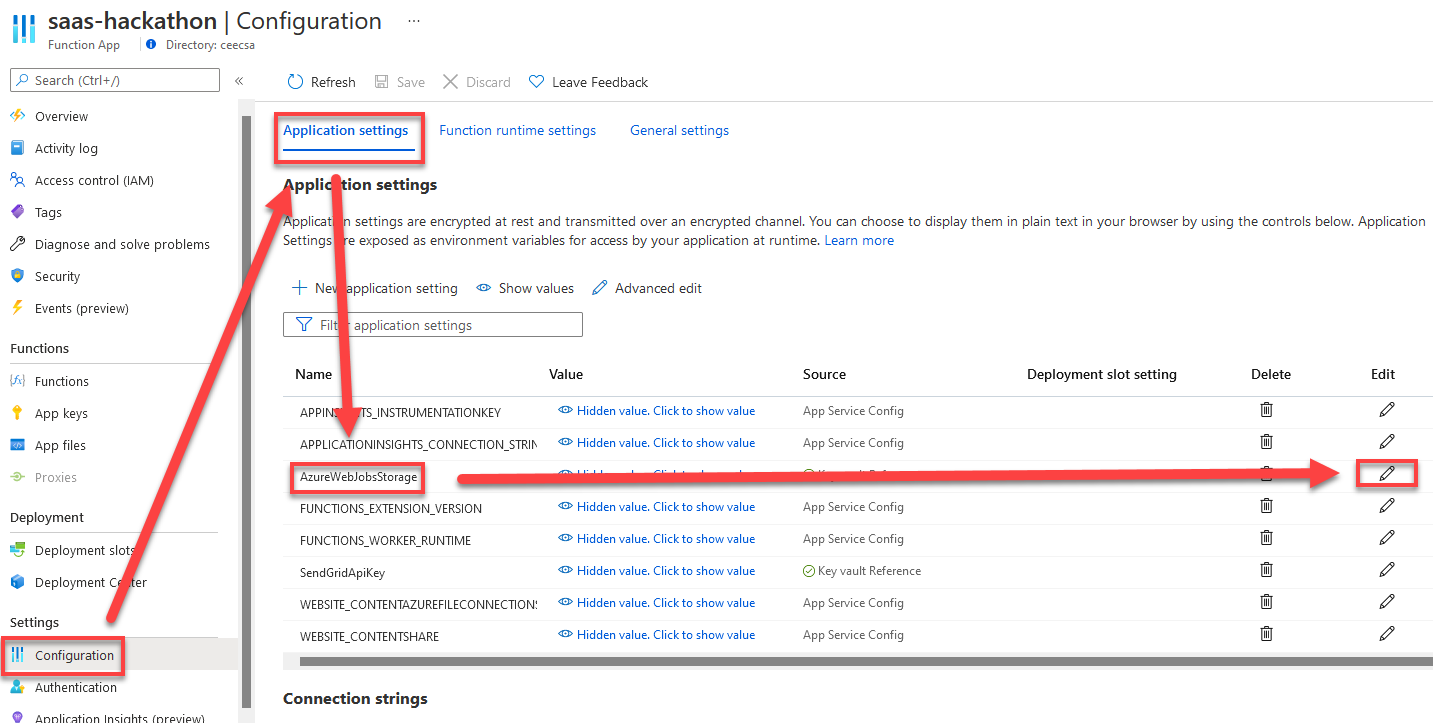 saas-hackathon | Configuration ...
Function App
Directory: ceecsa
Search (Ctrl+/)
«
Overview
Activity log
Access control (IAM)
Tags
Diagnose and solve problems
Security
Events (preview)
Functions
Functions
App keys
App files
Proxies
Deployment
Deployment slots
Deployment Center
Settings
Configuration
Authentication
Application Insights (preview)
Refresh Save Discard Leave Feedback
Application settings Function runtime settings General settings
Application settings
Application settings are encrypted at rest and transmitted over an encrypted channel. You can choose to display them in plain text in your browser by using the controls below. Application
Settings are exposed as environment variables for access by your application at runtime. Learn more
New application setting Show values Advanced edit
Filter application settings
Name Value Source Deployment slot setting Delete Edit
APPINSIGHTS_INSTRUMENTATIONKEY Hidden value. Click to show value App Service Config
APPLICATIONINSIGHTS_CONNECTION_STRIN Hidden value. Click to show value App Service Config
AzureWebJobsStorage Hidden value. Click to show value Key vault Reference
FUNCTIONS_EXTENSION_VERSION Hidden value. Click to show value App Service Config
FUNCTIONS_WORKER_RUNTIME Hidden value. Click to show value App Service Config
SendGridApiKey Hidden value. Click to show value Key vault Reference
WEBSITE_CONTENTAZUREFILECONNECTIONS Hidden value. Click to show value App Service Config
WEBSITE_CONTENTSHARE Hidden value. Click to show value App Service Config
Connection strings